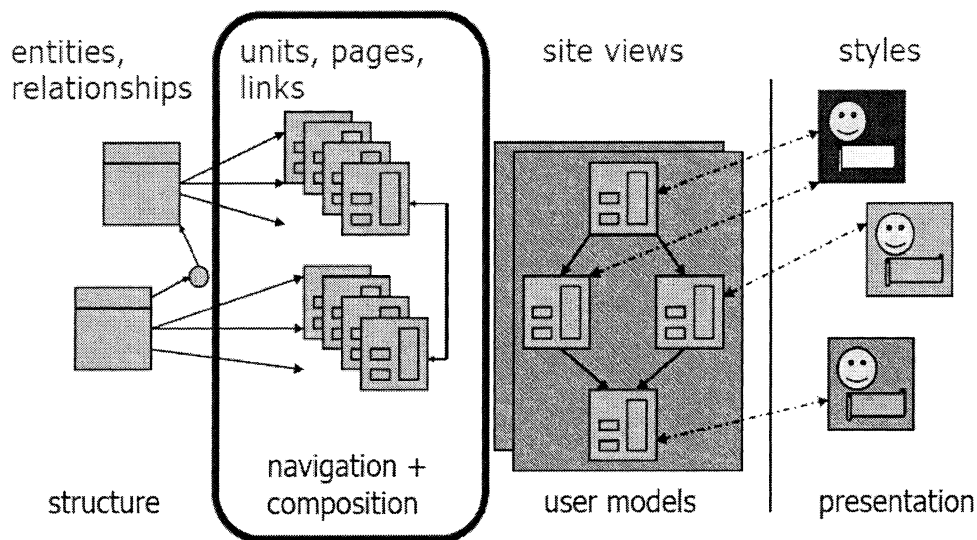 entities,
relationships
units, pages,
links
site views
styles
structure
navigation +
composition
user models
presentation